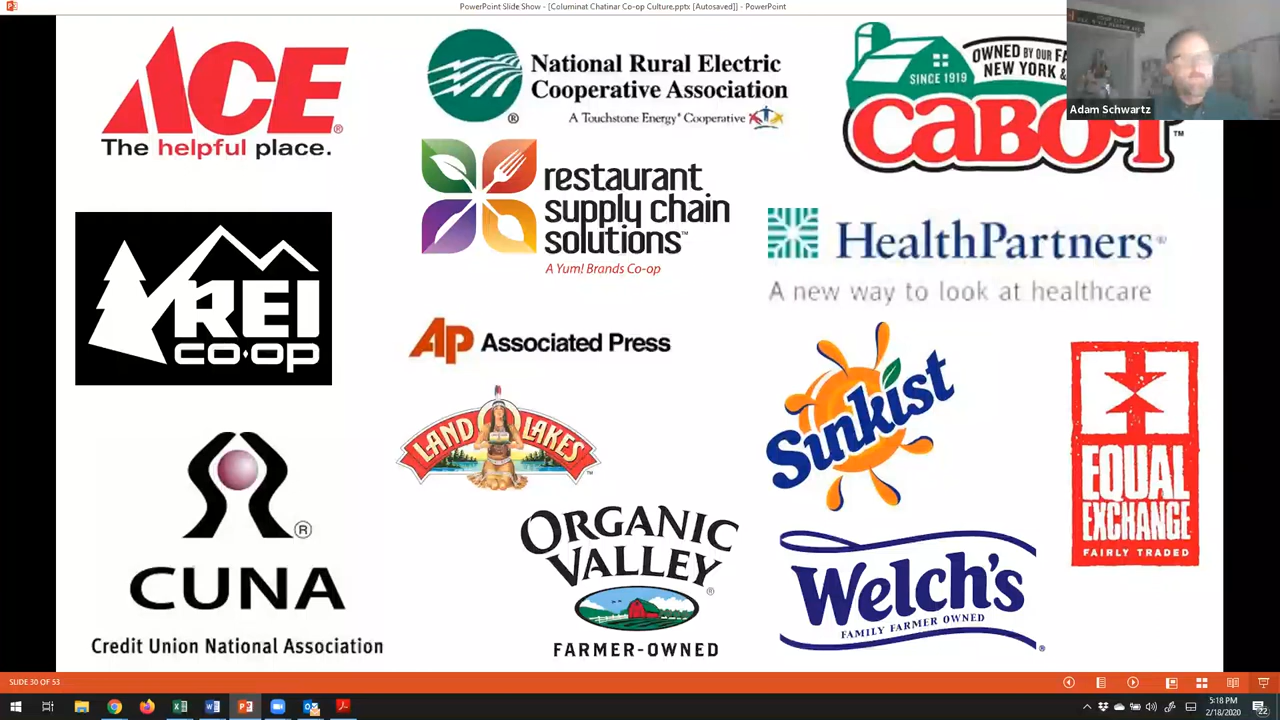 PowerPoint Slide Show - [Columinat Chatinar Co-op Culture.pptx [Autosaved]] - PowerPoint
Adam Schwartz
ACE®
The helpful place.
National Rural Electric
Cooperative Association
® A Touchstone Energy® Cooperative
SINCE 1919
OWNED BY OUR
NEW YORK &
CABOT™
REI
co·op
restaurant
supply chain
solutions™
A Yum! Brands Co-op
HealthPartners®
A new way to look at healthcare
AP Associated Press
LAND O LAKES™
Sunkist
EQUAL
EXCHANGE
FAIRLY TRADED
®
CUNA
Credit Union National Association
ORGANIC
VALLEY®
FARMER-OWNED
Welch's
FAMILY FARMER OWNED
®
SLIDE 30 OF 53
5:18 PM
2/18/2020
22